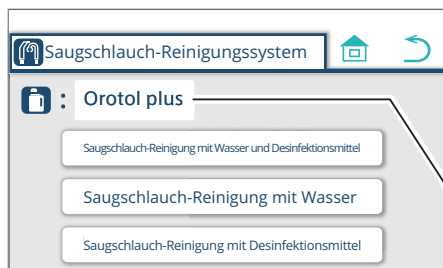 Saugschlauch-Reinigungssystem
: Orotol plus
Saugschlauch-Reinigung mit Wasser und Desinfektionsmittel
Saugschlauch-Reinigung mit Wasser
Saugschlauch-Reinigung mit Desinfektionsmittel